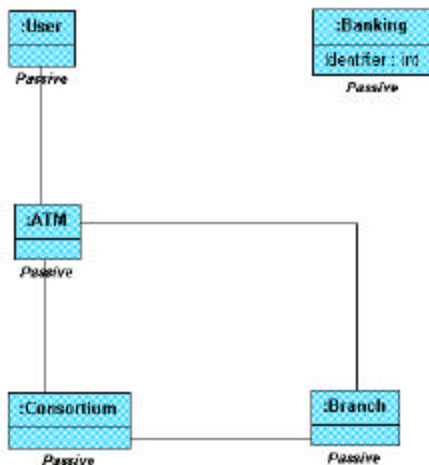 :User
Passive
:Banking
Identifier : int
Passive
:ATM
Passive
:Consortium
Passive
:Branch
Passive